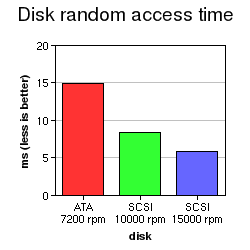 Disk random access time
ms (less is better)
20
15
10
5
0
ATA
7200 rpm
SCSI
10000 rpm
SCSI
15000 rpm
disk